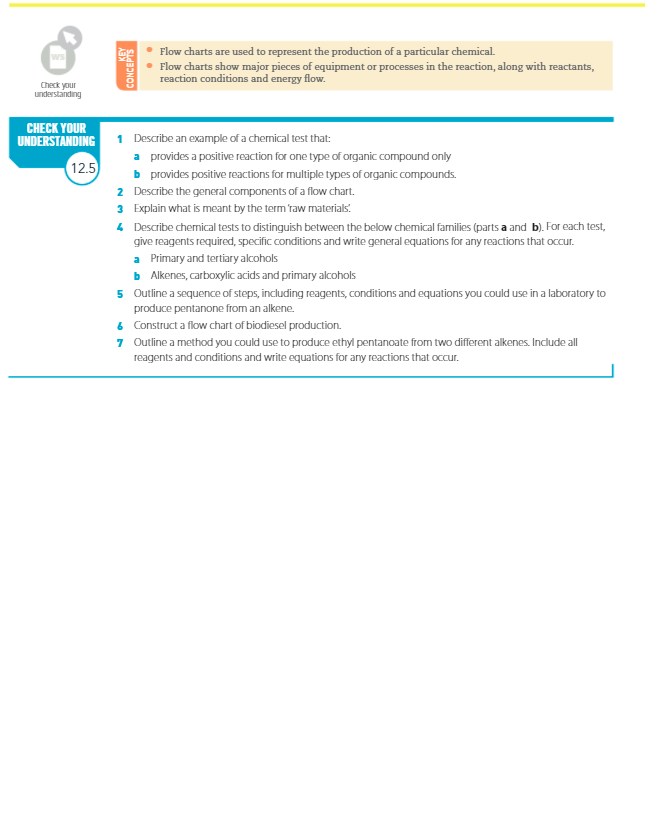 WS
Check your
understanding
KEY
CONCEPTS
• Flow charts are used to represent the production of a particular chemical.
• Flow charts show major pieces of equipment or processes in the reaction, along with reactants,
reaction conditions and energy flow.
CHECK YOUR
UNDERSTANDING
12.5
1 Describe an example of a chemical test that:
a provides a positive reaction for one type of organic compound only
b provides positive reactions for multiple types of organic compounds.
2 Describe the general components of a flow chart.
3 Explain what is meant by the term 'raw materials'.
4 Describe chemical tests to distinguish between the below chemical families (parts a and b). For each test,
give reagents required, specific conditions and write general equations for any reactions that occur.
a Primary and tertiary alcohols
b Alkenes, carboxylic acids and primary alcohols
5 Outline a sequence of steps, including reagents, conditions and equations you could use in a laboratory to
produce pentanone from an alkene.
6 Construct a flow chart of biodiesel production.
7 Outline a method you could use to produce ethyl pentanoate from two different alkenes. Include all
reagents and conditions and write equations for any reactions that occur.